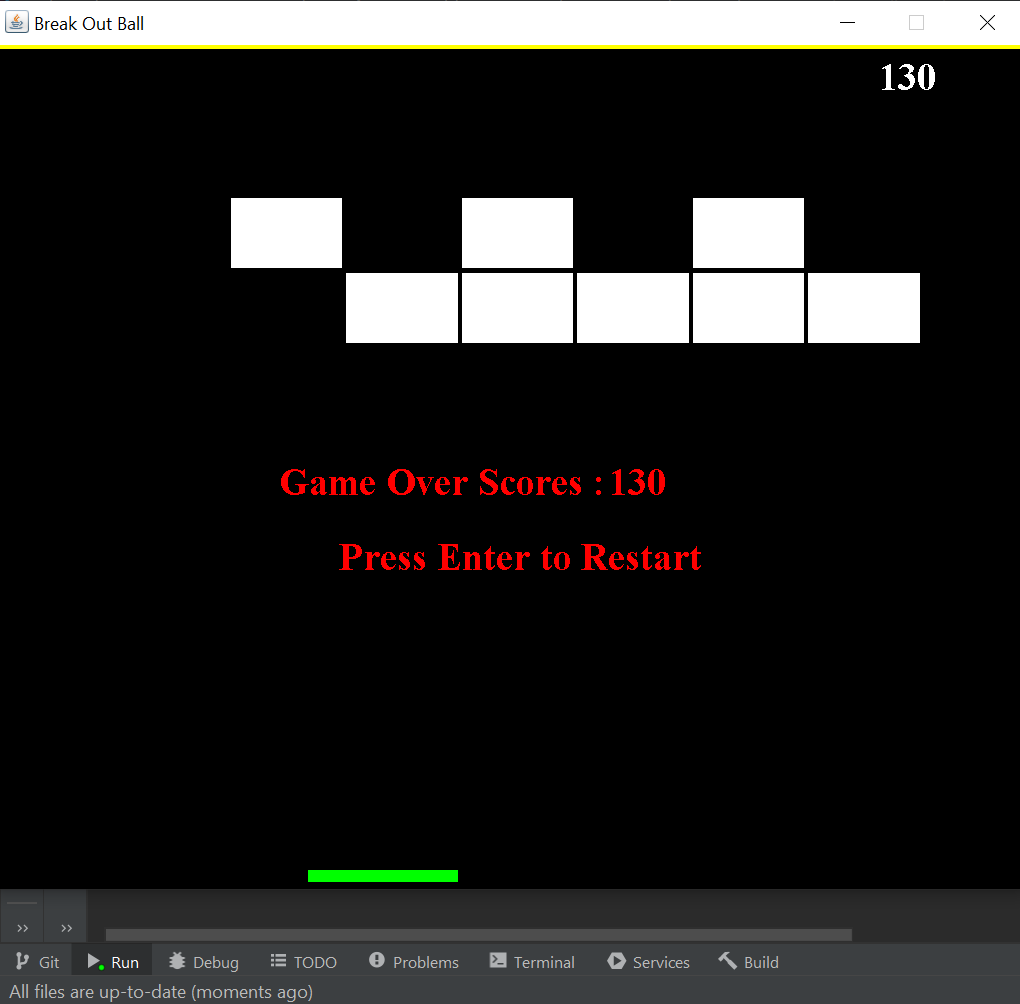 Break Out Ball
130
Game Over Scores : 130
Press Enter to Restart
Git Run Debug TODO Problems Terminal Services Build
All files are up-to-date (moments ago)